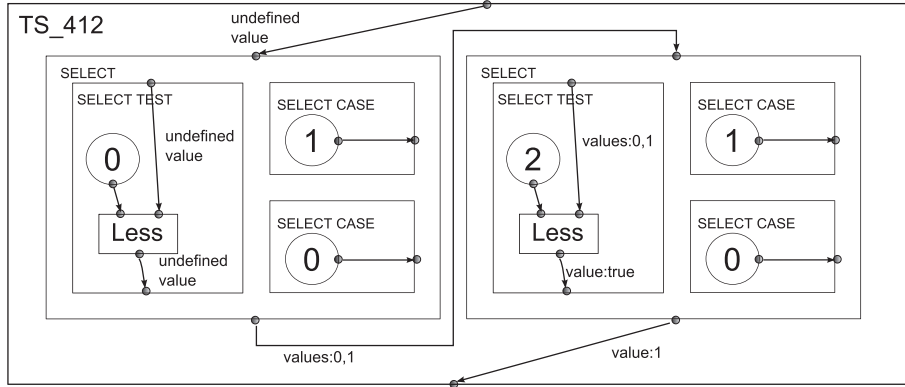 TS_412
undefined
value
SELECT
SELECT TEST
0
undefined
value
Less
undefined
value
SELECT CASE
1
SELECT CASE
0
values:0,1
SELECT
SELECT TEST
2
values:0,1
Less
value:true
SELECT CASE
1
SELECT CASE
0
value:1